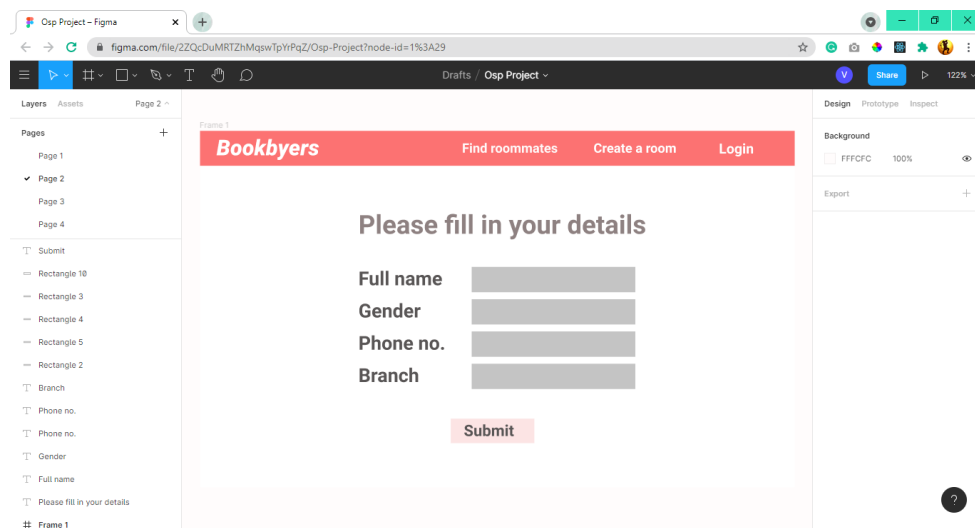 Osp Project – Figma
figma.com/file/2ZQcDuMRTZhMqswTpYrPqZ/Osp-Project?node-id=1%3A29
Drafts / Osp Project
V
Share
122%
Layers Assets Page 2
Pages
Page 1
Page 2
Page 3
Page 4
Submit
Rectangle 10
Rectangle 3
Rectangle 4
Rectangle 5
Rectangle 2
Branch
Phone no.
Phone no.
Gender
Full name
Please fill in your details
Frame 1
Frame 1
Bookbyers
Find roommates
Create a room
Login
Please fill in your details
Full name
Gender
Phone no.
Branch
Submit
Design Prototype Inspect
Background
FFFCFC 100%
Export
?